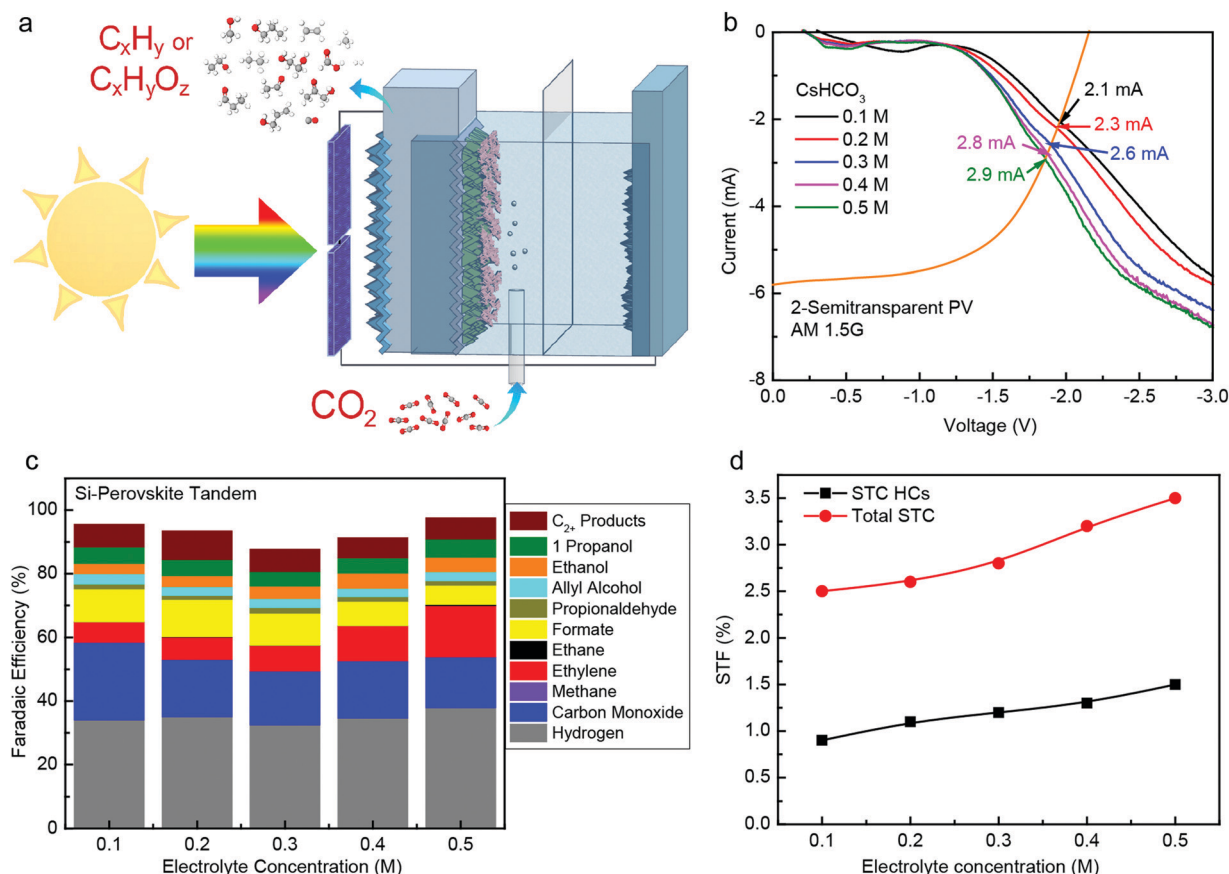 a
CₓHᵧ or
CₓHᵧO_z
CO₂
b
0
-2
-4
-6
-8
Current (mA)
CsHCO₃
0.1 M
0.2 M
0.3 M
0.4 M
0.5 M
2.1 mA
2.3 mA
2.8 mA
2.6 mA
2.9 mA
2-Semitransparent PV
AM 1.5G
0.0
-0.5
-1.0
-1.5
-2.0
-2.5
-3.0
Voltage (V)
c
Si-Perovskite Tandem
100
80
60
40
20
0
Faradaic Efficiency (%)
C₂₊ Products
1 Propanol
Ethanol
Allyl Alcohol
Propionaldehyde
Formate
Ethane
Ethylene
Methane
Carbon Monoxide
Hydrogen
0.1
0.2
0.3
0.4
0.5
Electrolyte Concentration (M)
d
STC HCs
Total STC
3.5
3.0
2.5
2.0
1.5
1.0
0.5
0.0
STF (%)
0.1
0.2
0.3
0.4
0.5
Electrolyte concentration (M)